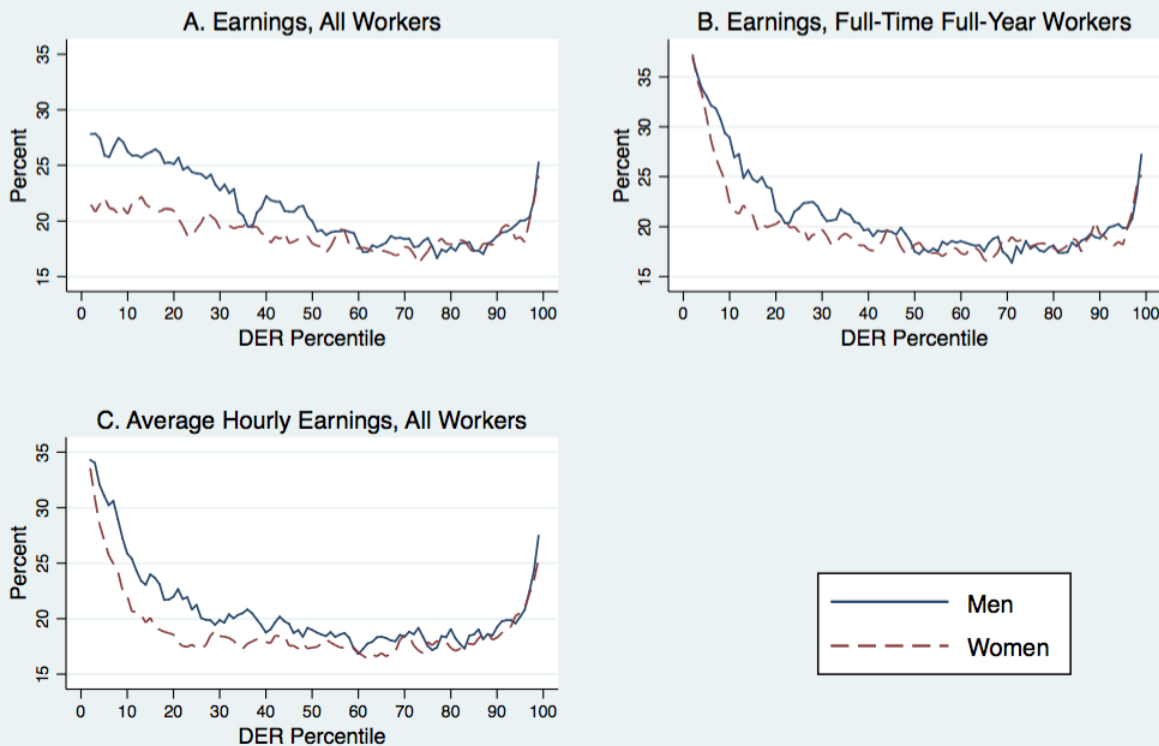 A. Earnings, All Workers
Percent
35
30
25
20
15
0 10 20 30 40 50 60 70 80 90 100
DER Percentile
B. Earnings, Full-Time Full-Year Workers
Percent
35
30
25
20
15
0 10 20 30 40 50 60 70 80 90 100
DER Percentile
C. Average Hourly Earnings, All Workers
Percent
35
30
25
20
15
0 10 20 30 40 50 60 70 80 90 100
DER Percentile
Men
Women